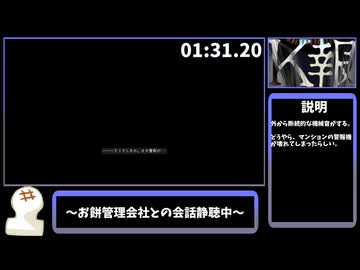 01:31.20
K報
説明
外から断続的な機械音がする。
どうやら、マンションの警報機
が壊れてしまったらしい。
～お餅管理会社との会話静聴中～